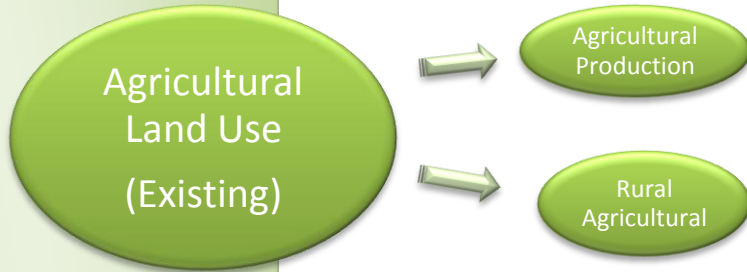 Agricultural
Land Use
(Existing)
Agricultural
Production
Rural
Agricultural